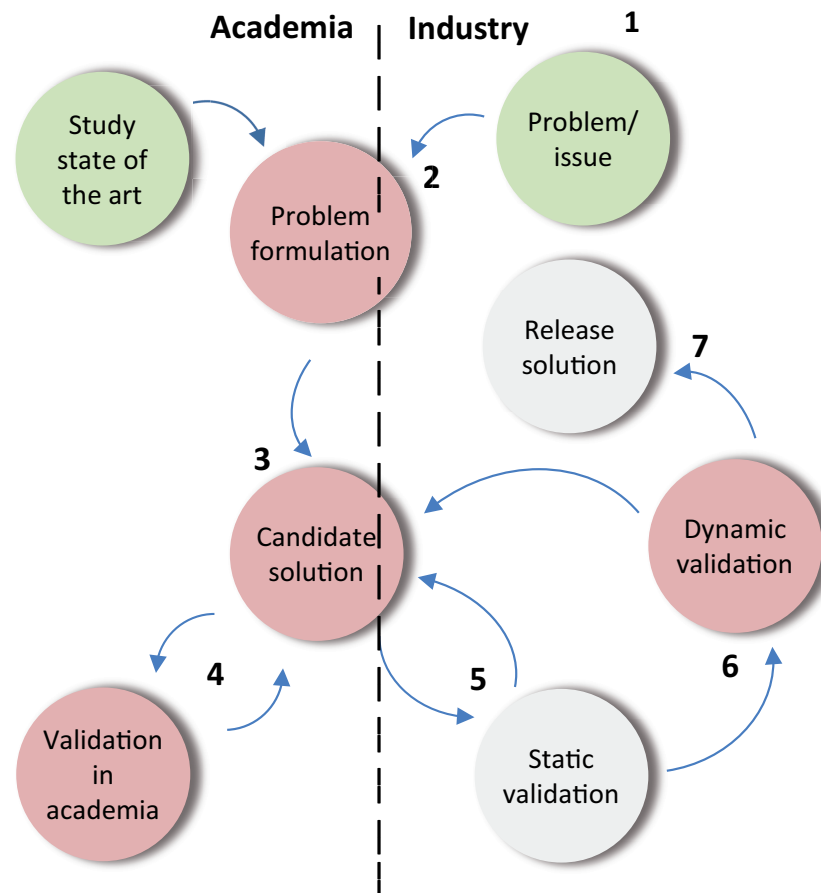 Academia
Industry
1
Study
state of
the art
Problem/
issue
2
Problem
formulation
Release
solution
7
3
Candidate
solution
Dynamic
validation
4
5
6
Validation
in
academia
Static
validation